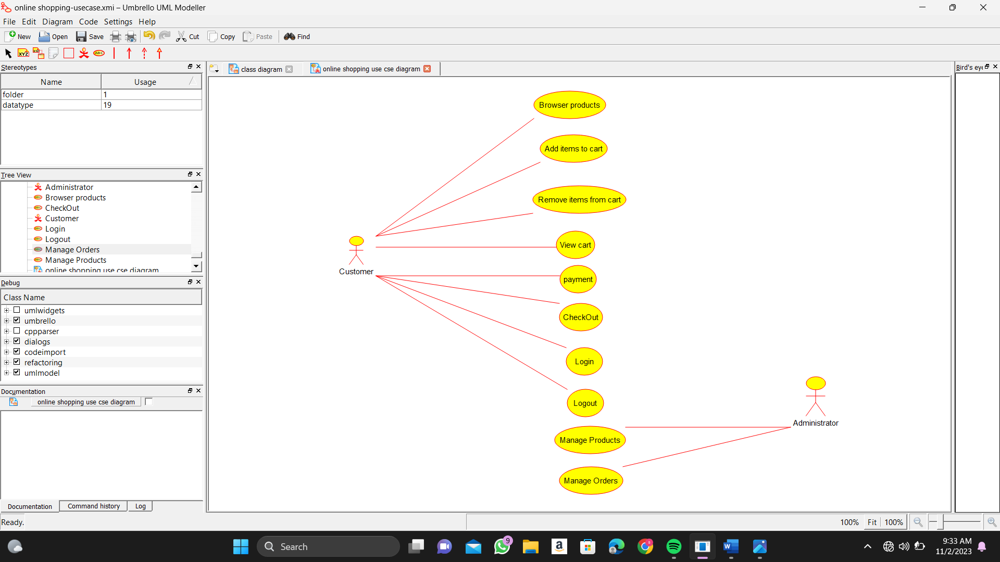 online shopping-usecase.xmi – Umbrello UML Modeller
File Edit Diagram Code Settings Help
New Open Save Cut Copy Paste Find
XYZ XYZ ABC
Stereotypes
Name Usage
folder 1
datatype 19
Tree View
Administrator
Browser products
CheckOut
Customer
Login
Logout
Manage Orders
Manage Products
online shopping use cse diagram
Debug
Class Name
umlwidgets
umbrello
cppparser
dialogs
codeimport
refactoring
umlmodel
Documentation
online shopping use cse diagram
Documentation Command history Log
Ready.
class diagram
online shopping use cse diagram
Browser products
Add items to cart
Remove items from cart
View cart
Customer
payment
CheckOut
Login
Logout
Administrator
Manage Products
Manage Orders
Bird's eye
100% Fit 100%
Search
9
9:33 AM
11/2/2023